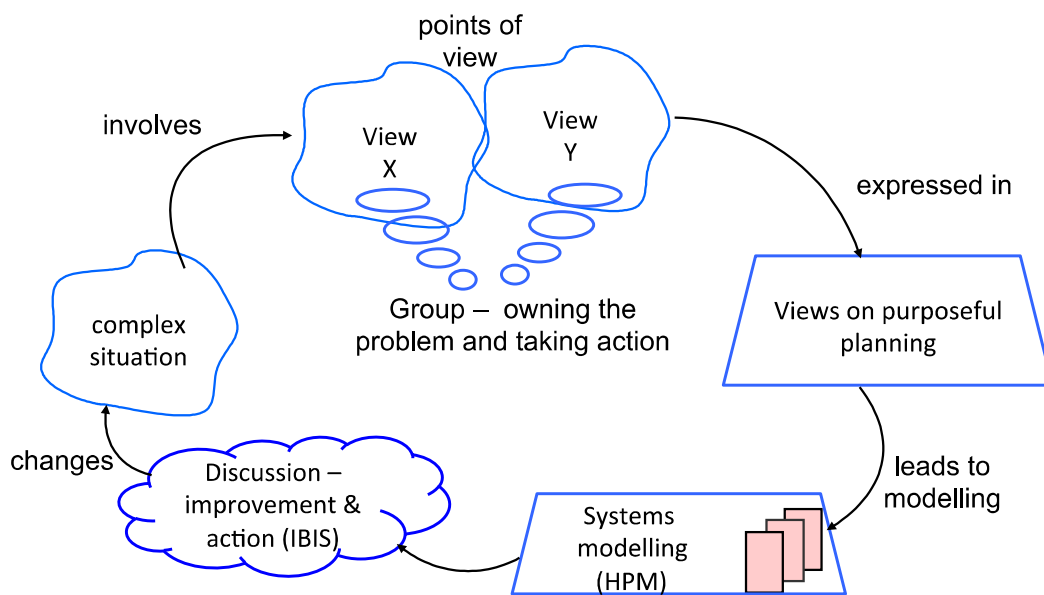 points of
view
involves
View
X
View
Y
expressed in
Group – owning the
problem and taking action
Views on purposeful
planning
complex
situation
changes
Discussion –
improvement &
action (IBIS)
Systems
modelling
(HPM)
leads to
modelling